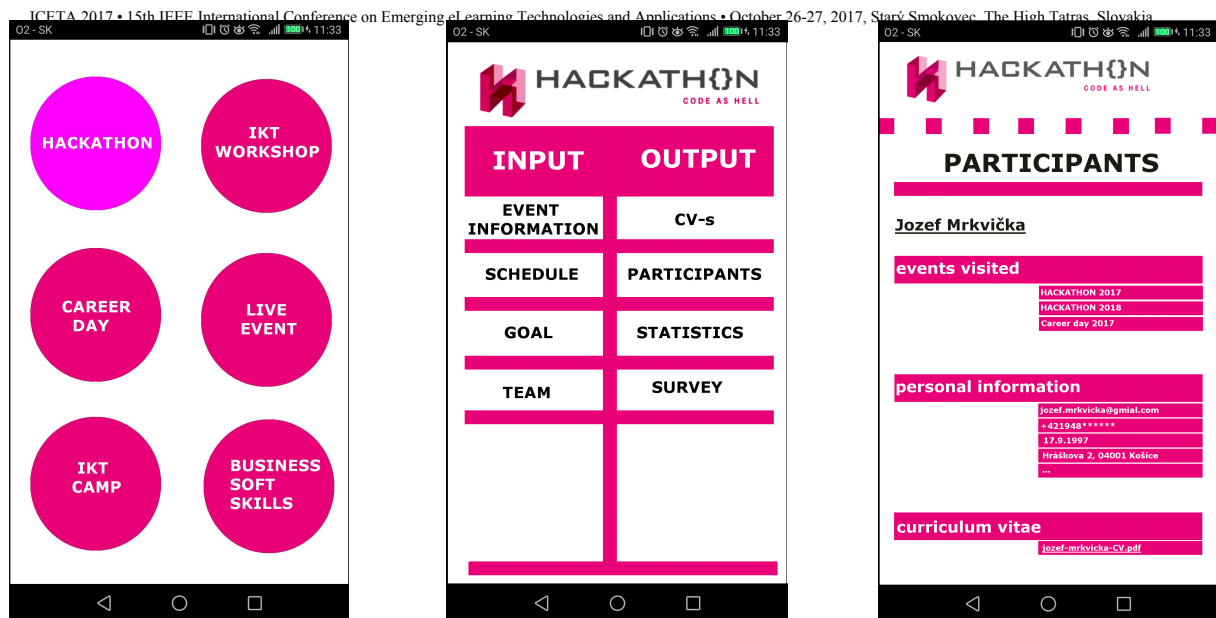 ICETA 2017 • 15th IEEE International Conference on Emerging eLearning Technologies and Applications • October 26-27, 2017, Starý Smokovec, The High Tatras, Slovakia
O2 - SK 100 11:33
HACKATHON
IKT
WORKSHOP
CAREER
DAY
LIVE
EVENT
IKT
CAMP
BUSINESS
SOFT
SKILLS
O2 - SK 100 11:33
HACKATH{}N
CODE AS HELL
INPUT OUTPUT
EVENT
INFORMATION
CV-s
SCHEDULE PARTICIPANTS
GOAL STATISTICS
TEAM SURVEY
O2 - SK 100 11:33
HACKATH{}N
CODE AS HELL
PARTICIPANTS
Jozef Mrkvička
events visited
HACKATHON 2017
HACKATHON 2018
Career day 2017
personal information
jozef.mrkvicka@gmial.com
+421948******
17.9.1997
Hráškova 2, 04001 Košice
...
curriculum vitae
jozef-mrkvicka-CV.pdf